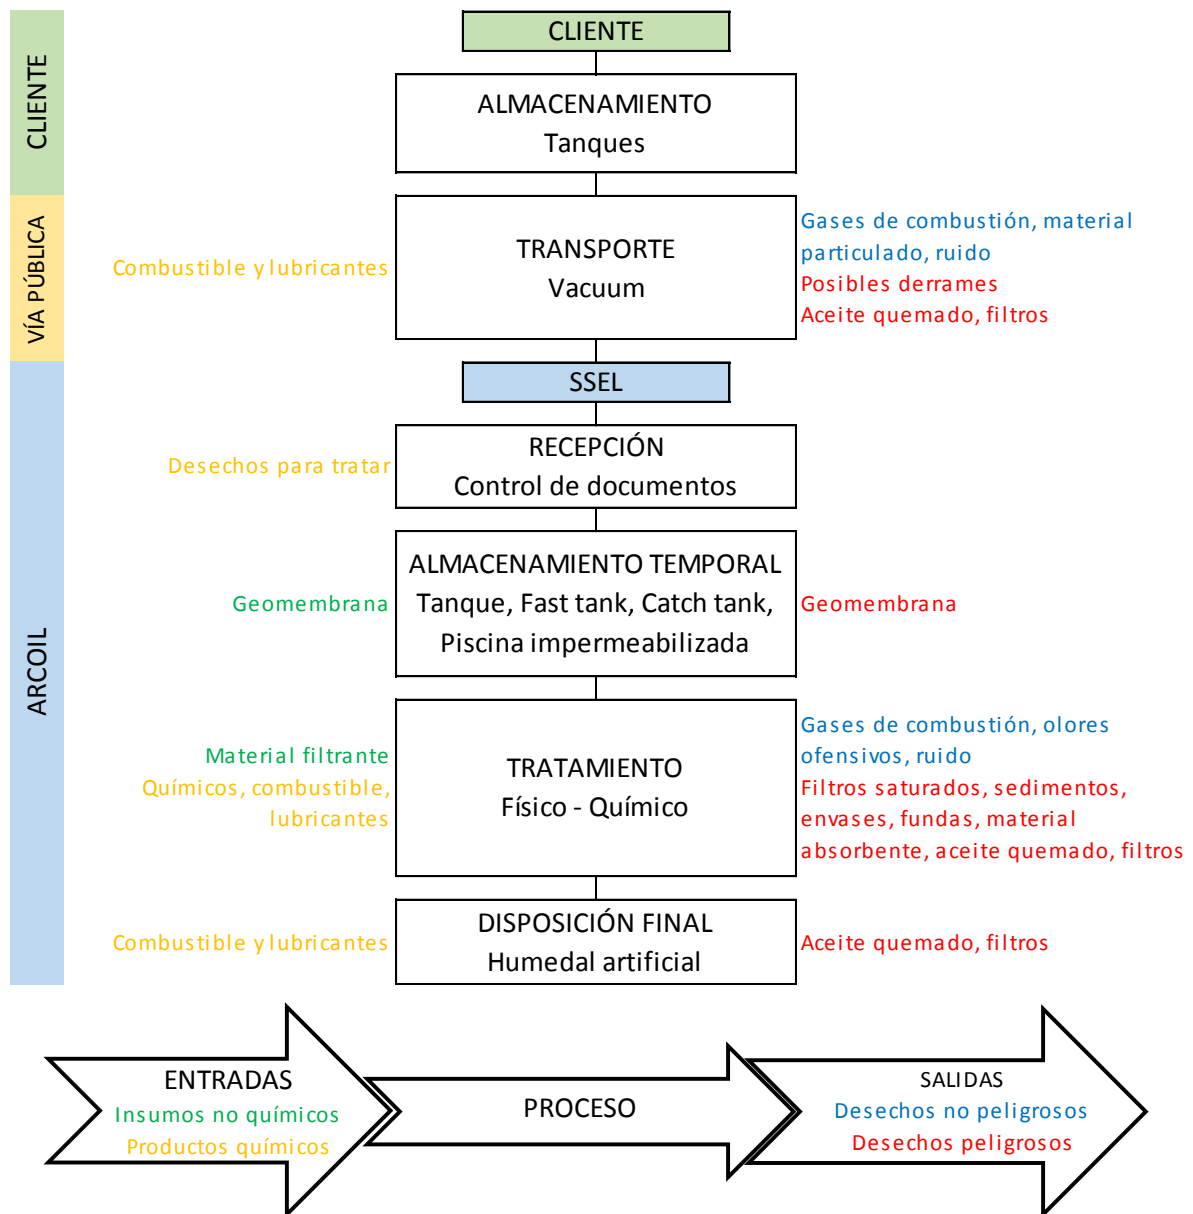 CLIENTE
CLIENTE
ALMACENAMIENTO
Tanques
VÍA PÚBLICA
Combustible y lubricantes
TRANSPORTE
Vacuum
Gases de combustión, material
particulado, ruido
Posibles derrames
Aceite quemado, filtros
ARCOIL
SSEL
Desechos para tratar
RECEPCIÓN
Control de documentos
Geomembrana
ALMACENAMIENTO TEMPORAL
Tanque, Fast tank, Catch tank,
Piscina impermeabilizada
Geomembrana
Material filtrante
Químicos, combustible,
lubricantes
TRATAMIENTO
Físico - Químico
Gases de combustión, olores
ofensivos, ruido
Filtros saturados, sedimentos,
envases, fundas, material
absorbente, aceite quemado, filtros
Combustible y lubricantes
DISPOSICIÓN FINAL
Humedal artificial
Aceite quemado, filtros
ENTRADAS
Insumos no químicos
Productos químicos
PROCESO
SALIDAS
Desechos no peligrosos
Desechos peligrosos